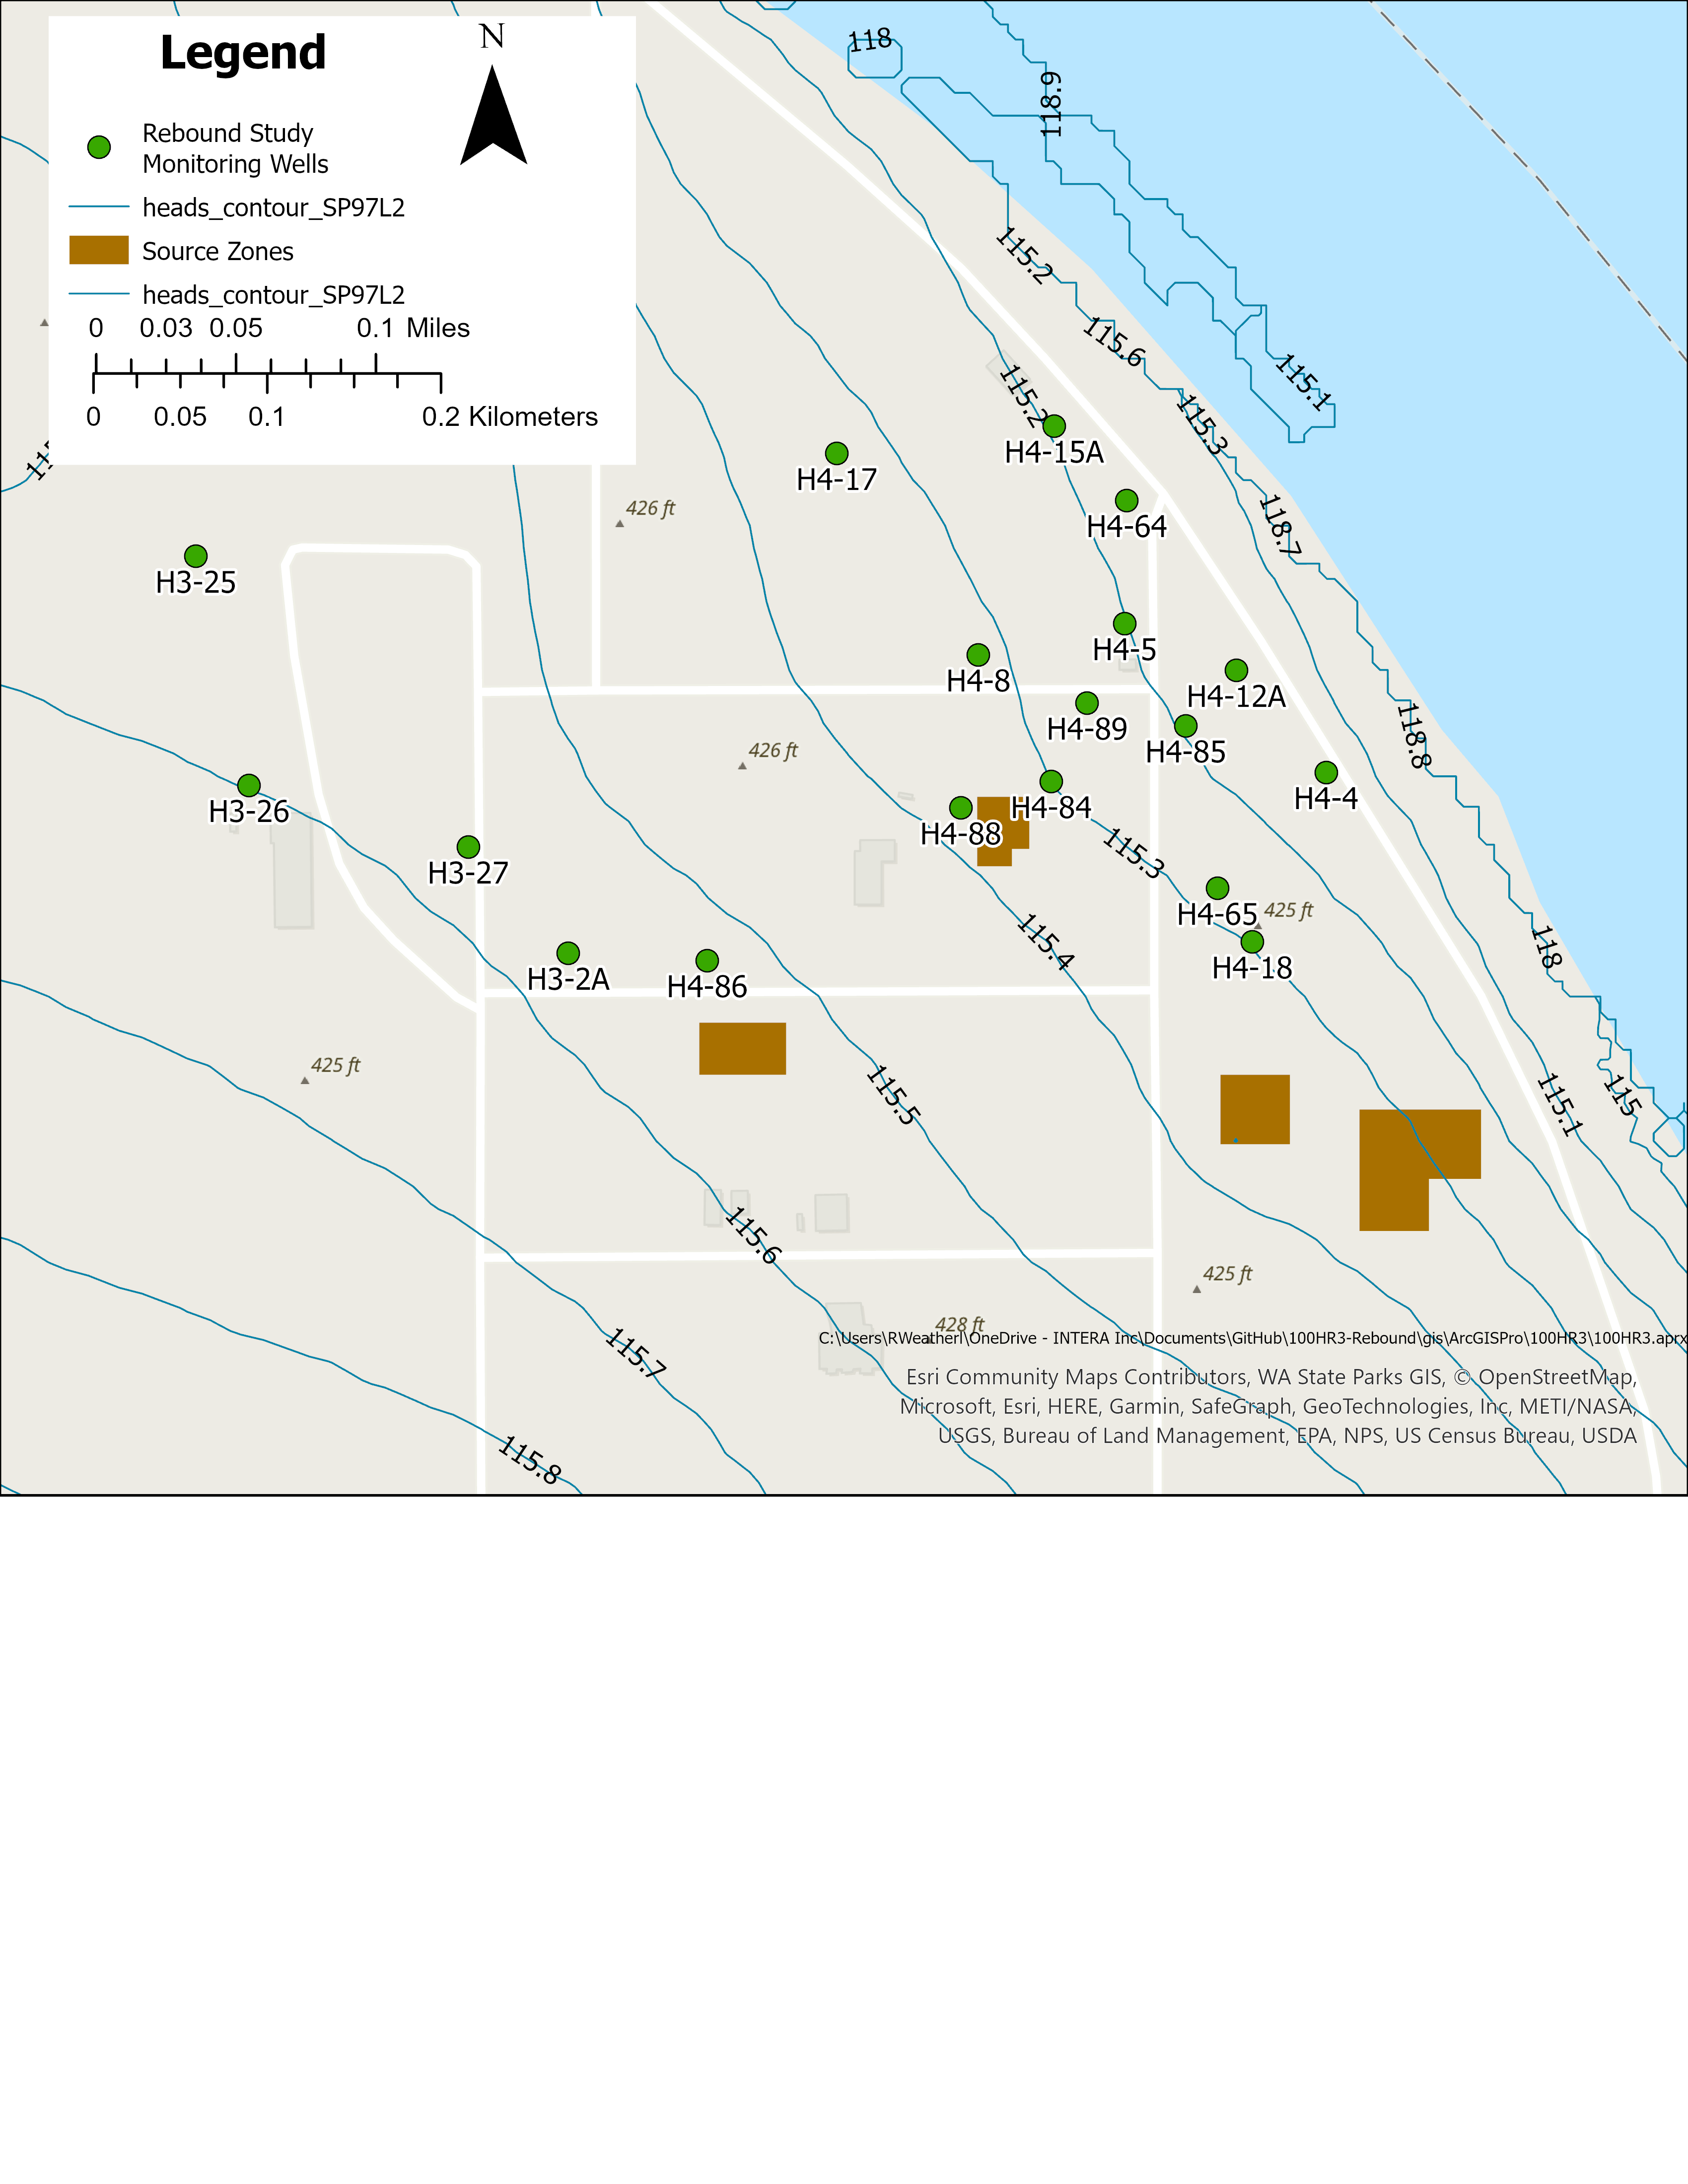 Legend
N
Rebound Study
Monitoring Wells
heads_contour_SP97L2
Source Zones
heads_contour_SP97L2
0 0.03 0.05 0.1 Miles
0 0.05 0.1 0.2 Kilometers
118
118.9
115.2
115.6
115.1
115.2
115.3
H4-15A
H4-17
426 ft
H4-64
118.7
H3-25
H4-5
H4-8
H4-12A
118.8
H4-89
H4-85
426 ft
H4-4
H3-26
H4-84
H4-88
115.3
H3-27
H4-65
425 ft
115.4
118
H4-18
H3-2A
H4-86
425 ft
115.5
115.1
115
115.6
425 ft
428 ft
C:\Users\RWeatherl\OneDrive - INTERA Inc\Documents\GitHub\100HR3-Rebound\gis\ArcGISPro\100HR3\100HR3.aprx
115.7
Esri Community Maps Contributors, WA State Parks GIS, © OpenStreetMap,
Microsoft, Esri, HERE, Garmin, SafeGraph, GeoTechnologies, Inc, METI/NASA,
USGS, Bureau of Land Management, EPA, NPS, US Census Bureau, USDA
115.8